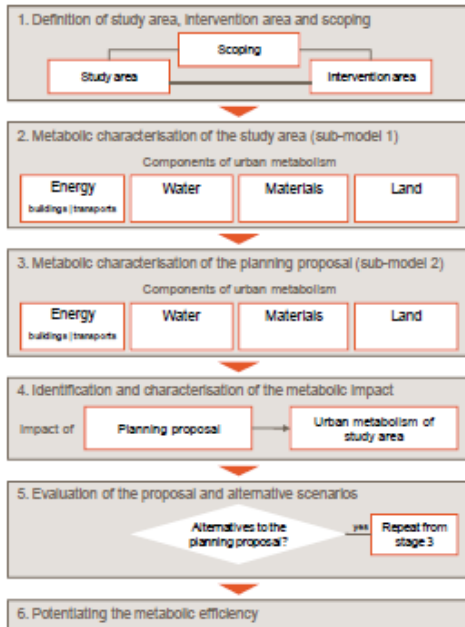 1. Definition of study area, intervention area and scoping
Scoping
Study area
Intervention area
2. Metabolic characterisation of the study area (sub-model 1)
Components of urban metabolism
Energy
buildings | transports
Water
Materials
Land
3. Metabolic characterisation of the planning proposal (sub-model 2)
Components of urban metabolism
Energy
buildings | transports
Water
Materials
Land
4. Identification and characterisation of the metabolic impact
Impact of
Planning proposal
Urban metabolism of
study area
5. Evaluation of the proposal and alternative scenarios
Alternatives to the
planning proposal?
yes
Repeat from
stage 3
6. Potentiating the metabolic efficiency